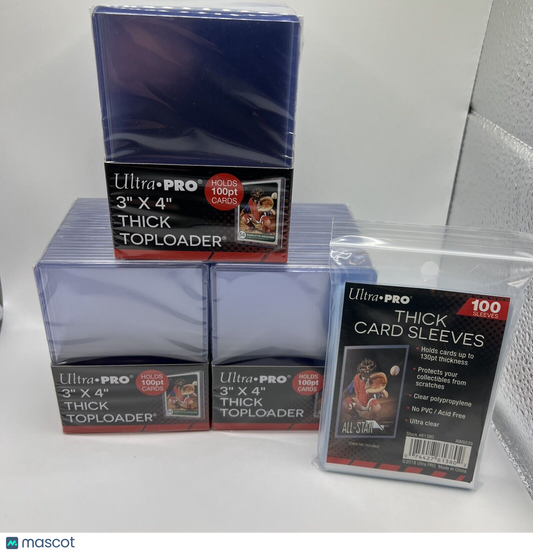 Ultra•PRO®
HOLDS
100pt
CARDS
3" X 4"
THICK
TOPLOADER
Ultra•PRO®
HOLDS
100pt
CARDS
3" X 4"
THICK
TOPLOADER
Ultra•PRO®
HOLDS
100pt
CARDS
3" X 4"
THICK
TOPLOADER
Ultra•PRO®
100
SLEEVES
THICK
CARD SLEEVES
Holds cards up to
130pt thickness
Protects your
collectibles from
scratches
Clear polypropylene
No PVC / Acid Free
Ultra clear
ALL-STAR
mascot